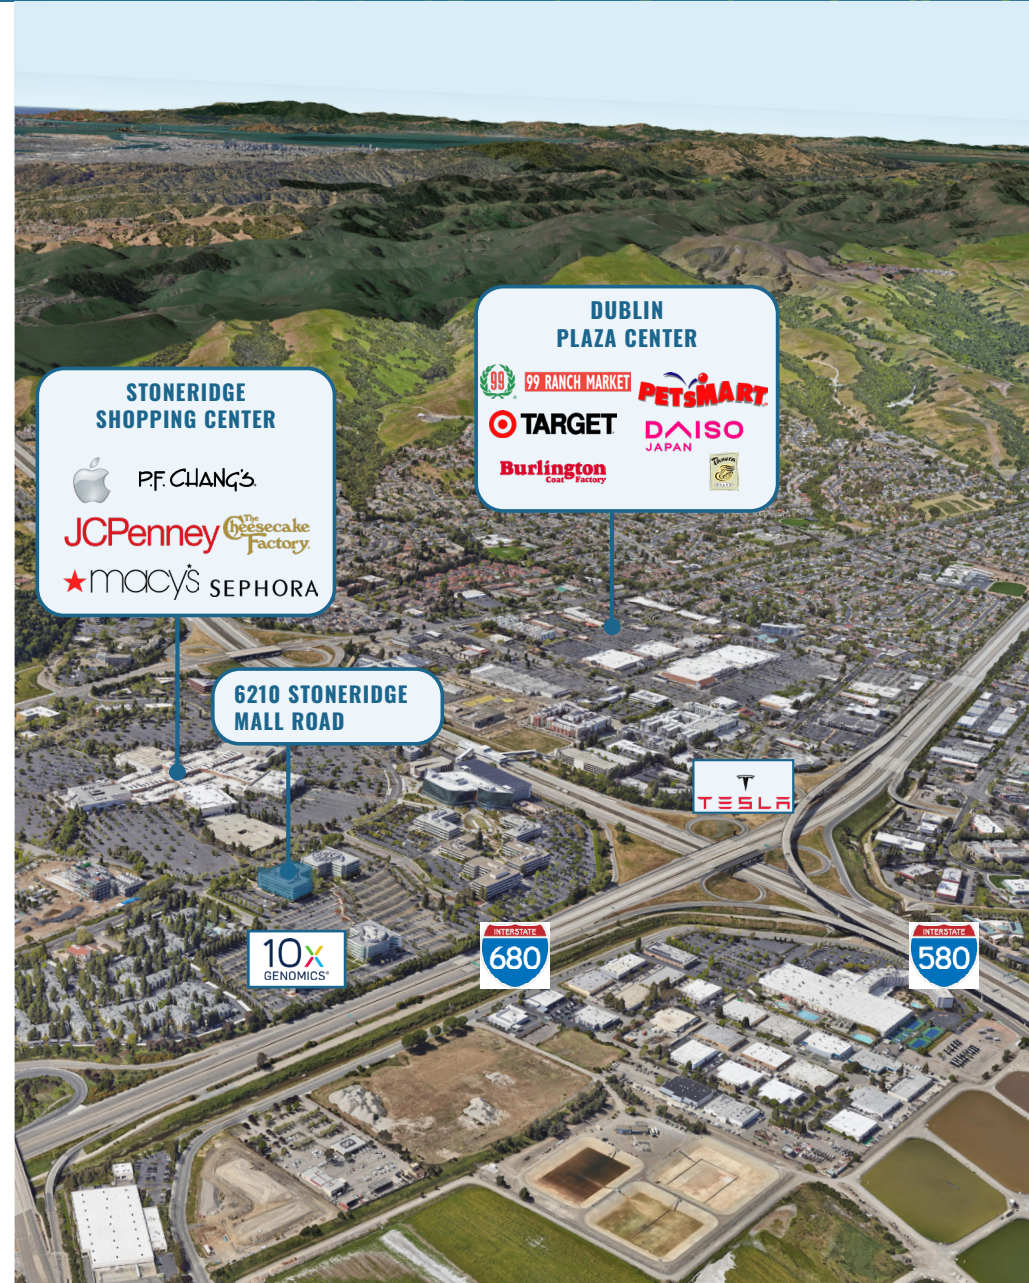 DUBLIN
PLAZA CENTER
99
99 RANCH MARKET
PETSMART
TARGET
DAISO
JAPAN
Burlington
Coat Factory
STONERIDGE
SHOPPING CENTER
P.F. CHANG'S
JCPenney
The
Cheesecake
Factory
macy's
SEPHORA
6210 STONERIDGE
MALL ROAD
TESLA
10x
GENOMICS
INTERSTATE
680
INTERSTATE
580